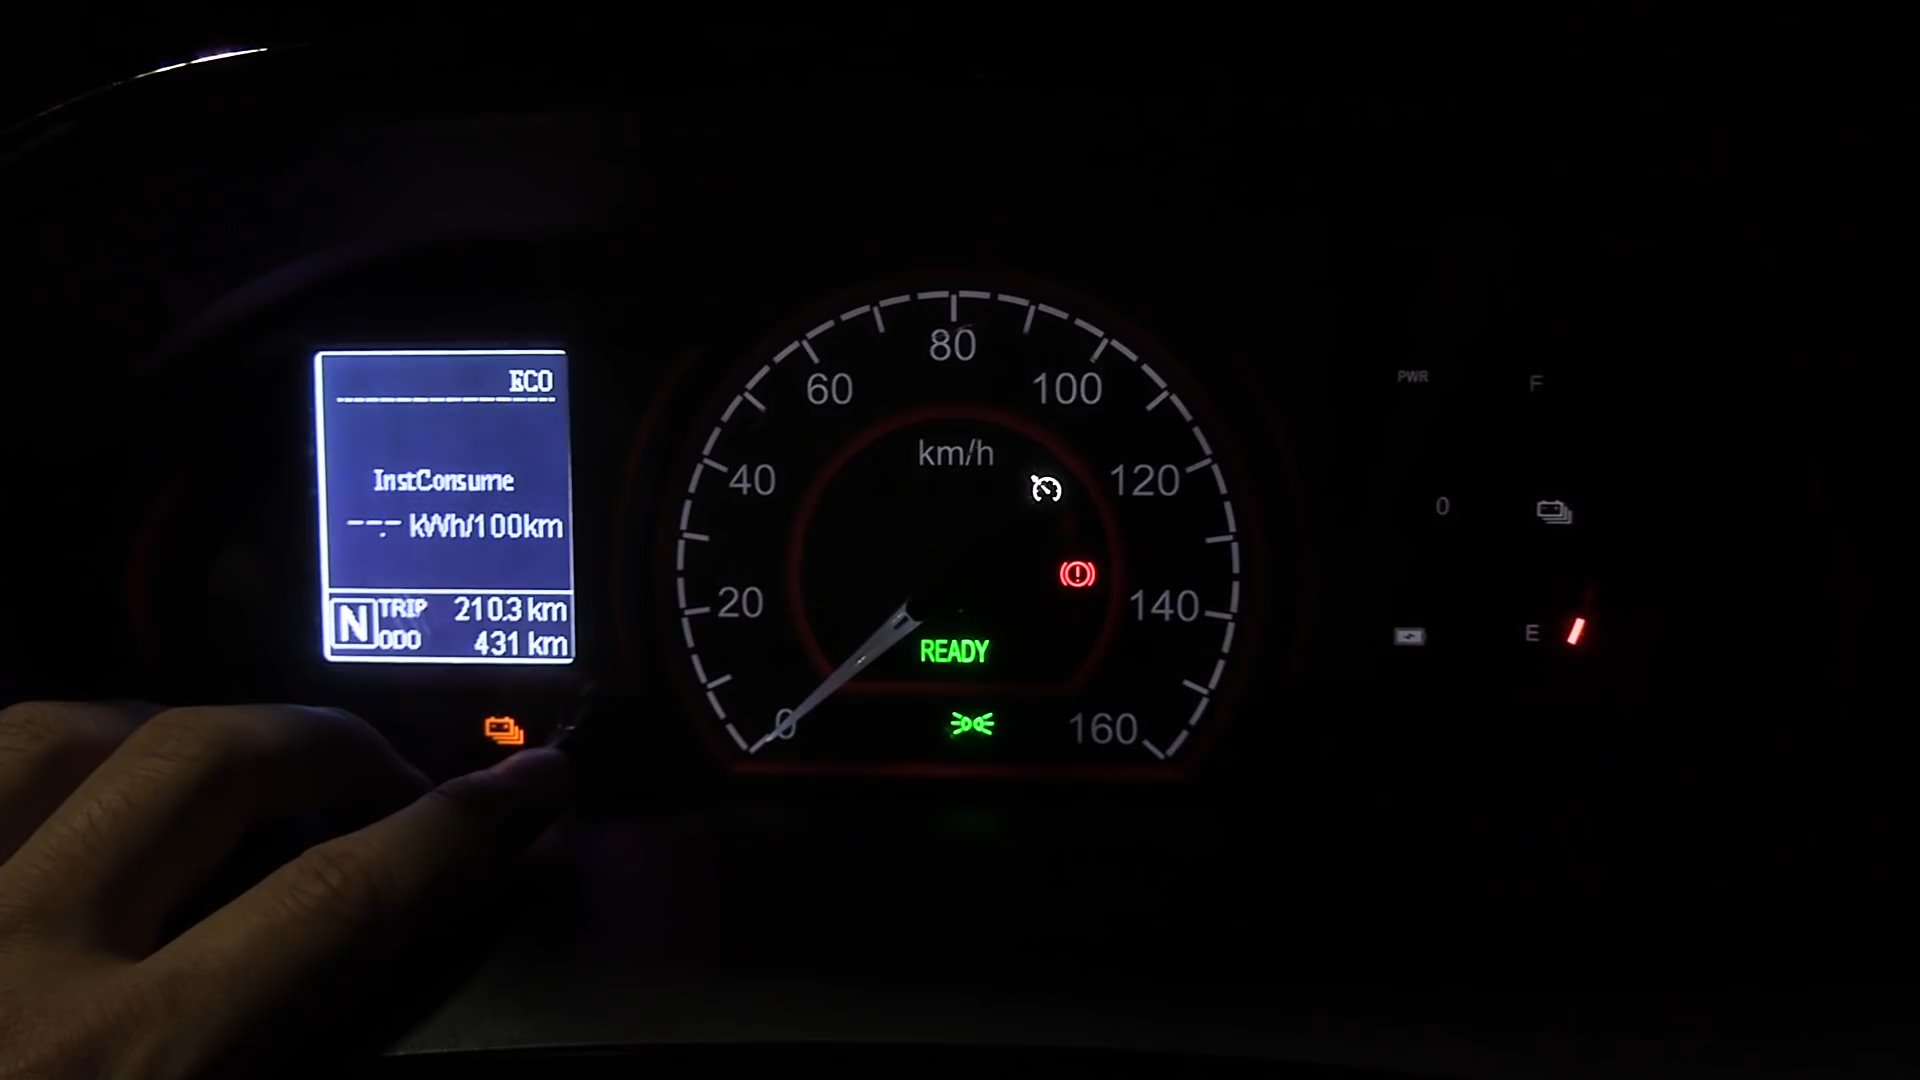 ECO
InstConsume
--.- kWh/100km
N TRIP 210.3 km
ODO 431 km
0
20
40
60
80
100
120
140
160
km/h
READY
PWR
0
F
E